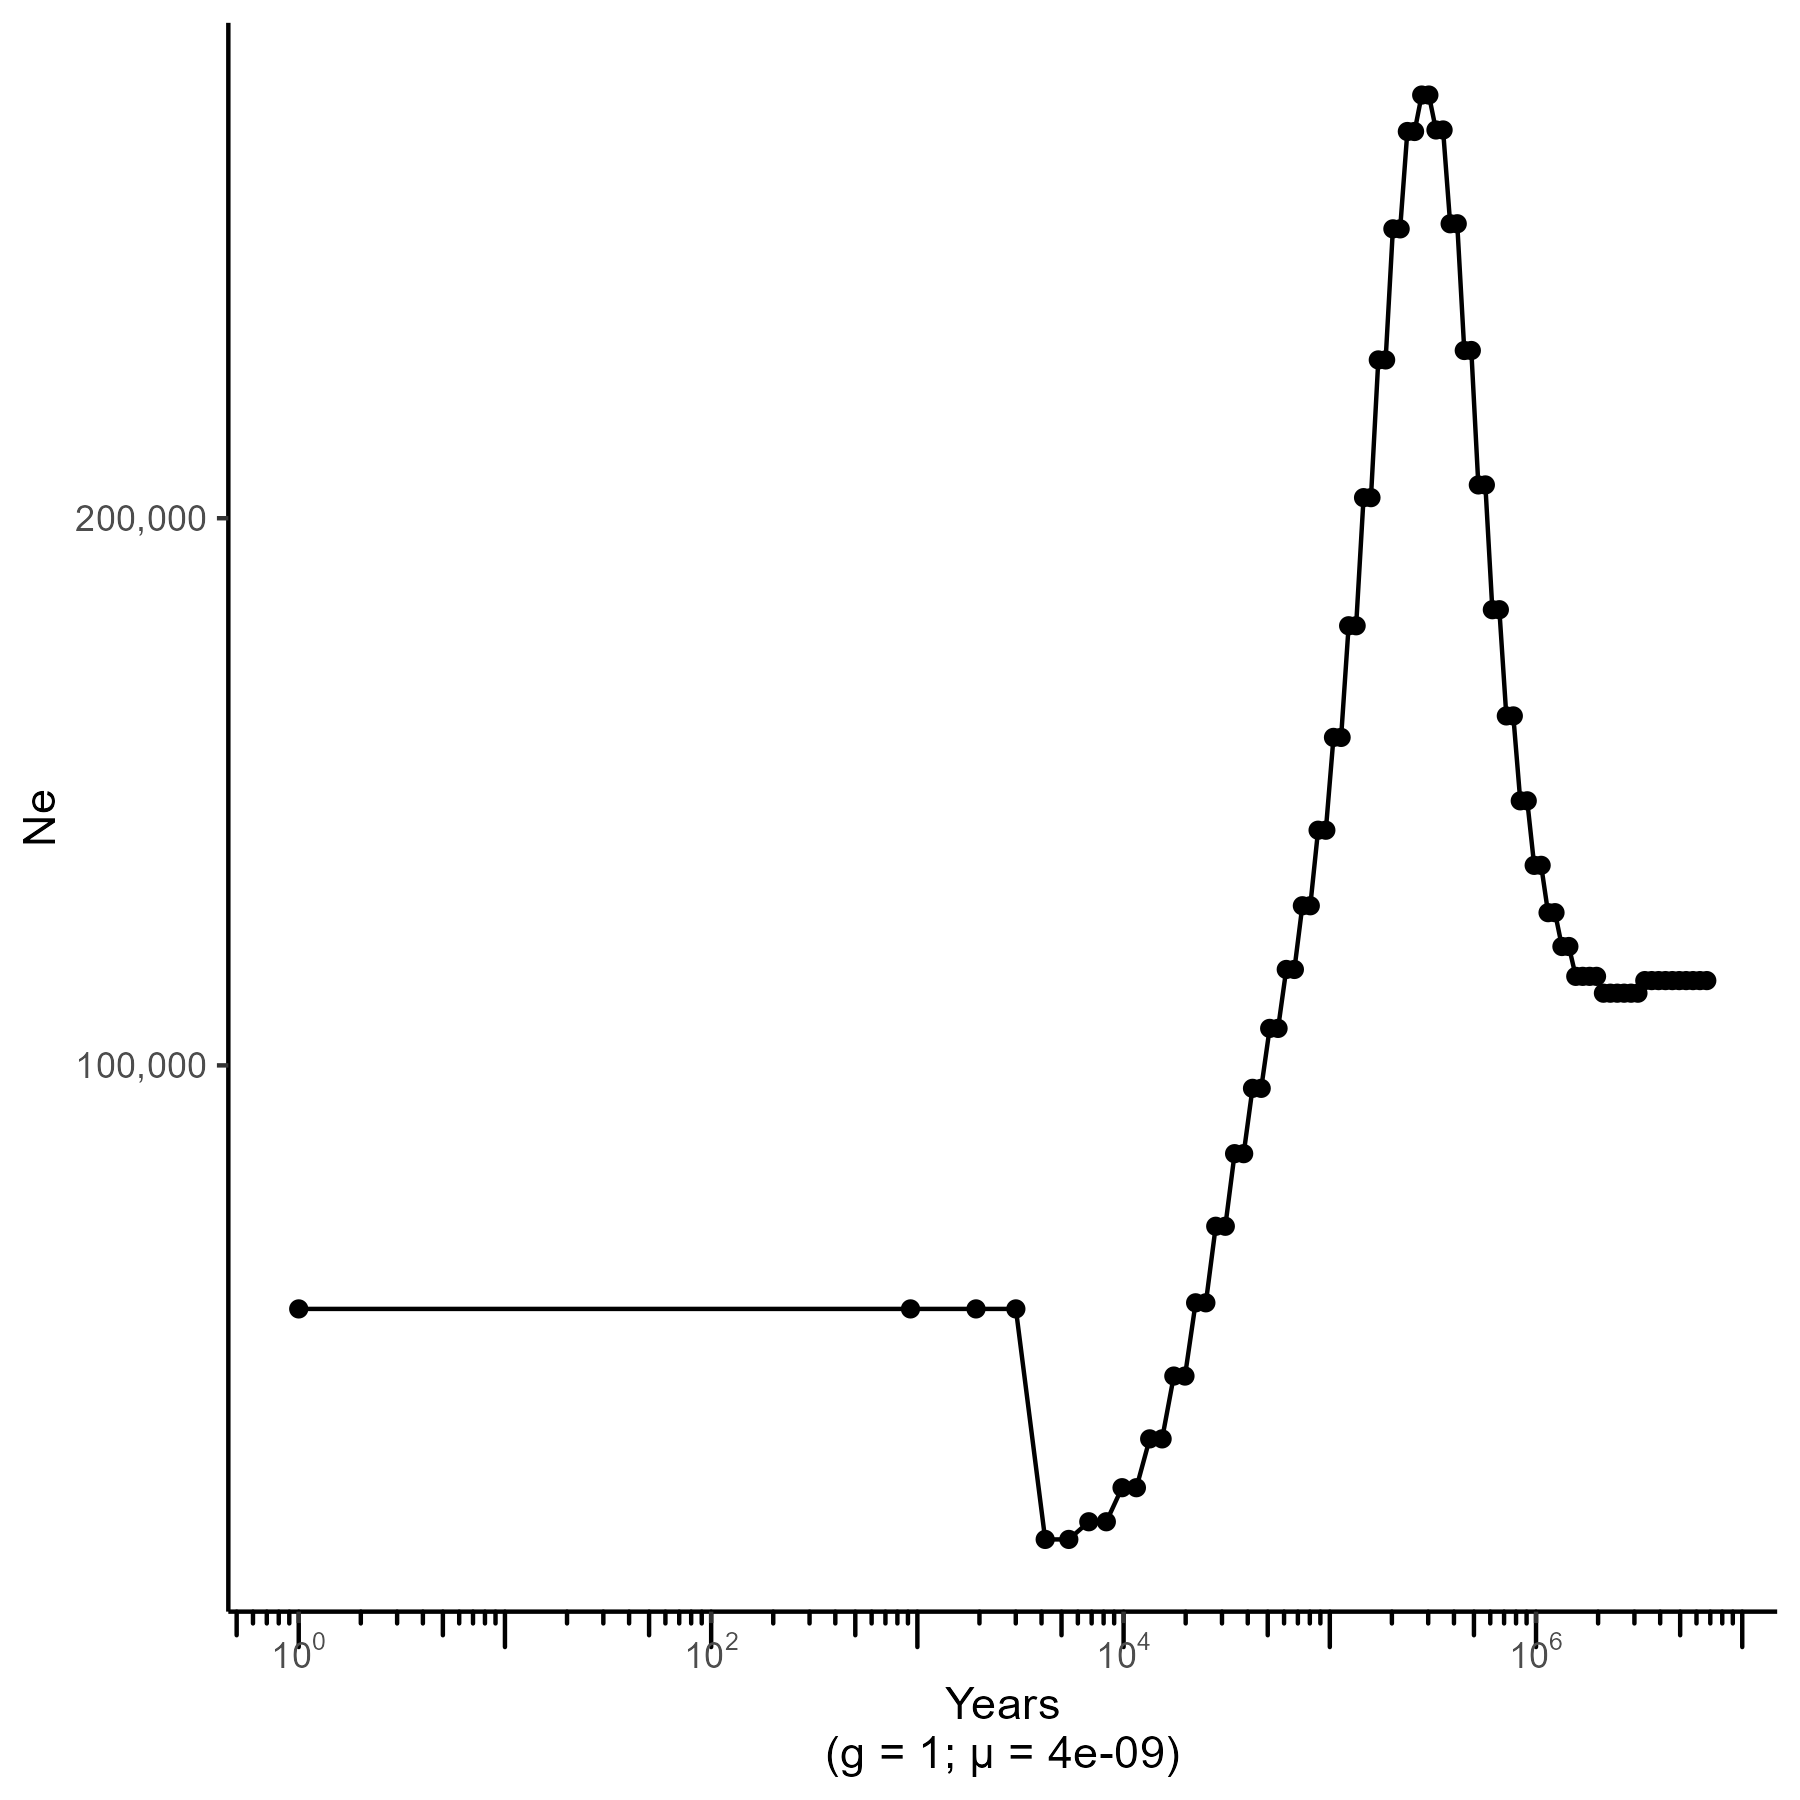 Ne
200,000
100,000
10⁰ 10² 10⁴ 10⁶
Years
(g = 1; μ = 4e-09)